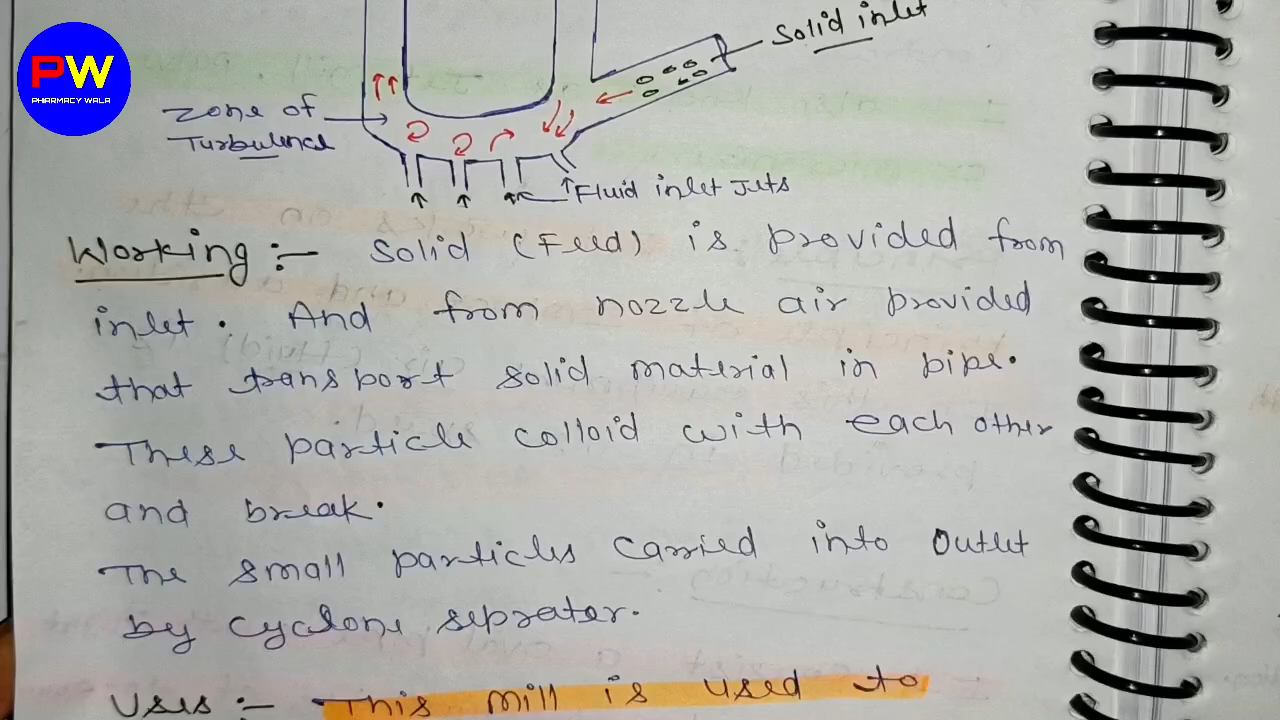 PW
PHARMACY WALA
Solid inlet
Zone of
Turbulence
Fluid inlet Jets
Working :- Solid (Feed) is provided from
inlet. And from nozzle air provided
that transport solid material in pipe.
These particle colloid with each other
and break.
The small particles carried into outlet
by cyclone seprater.
Uses :- This mill is used to